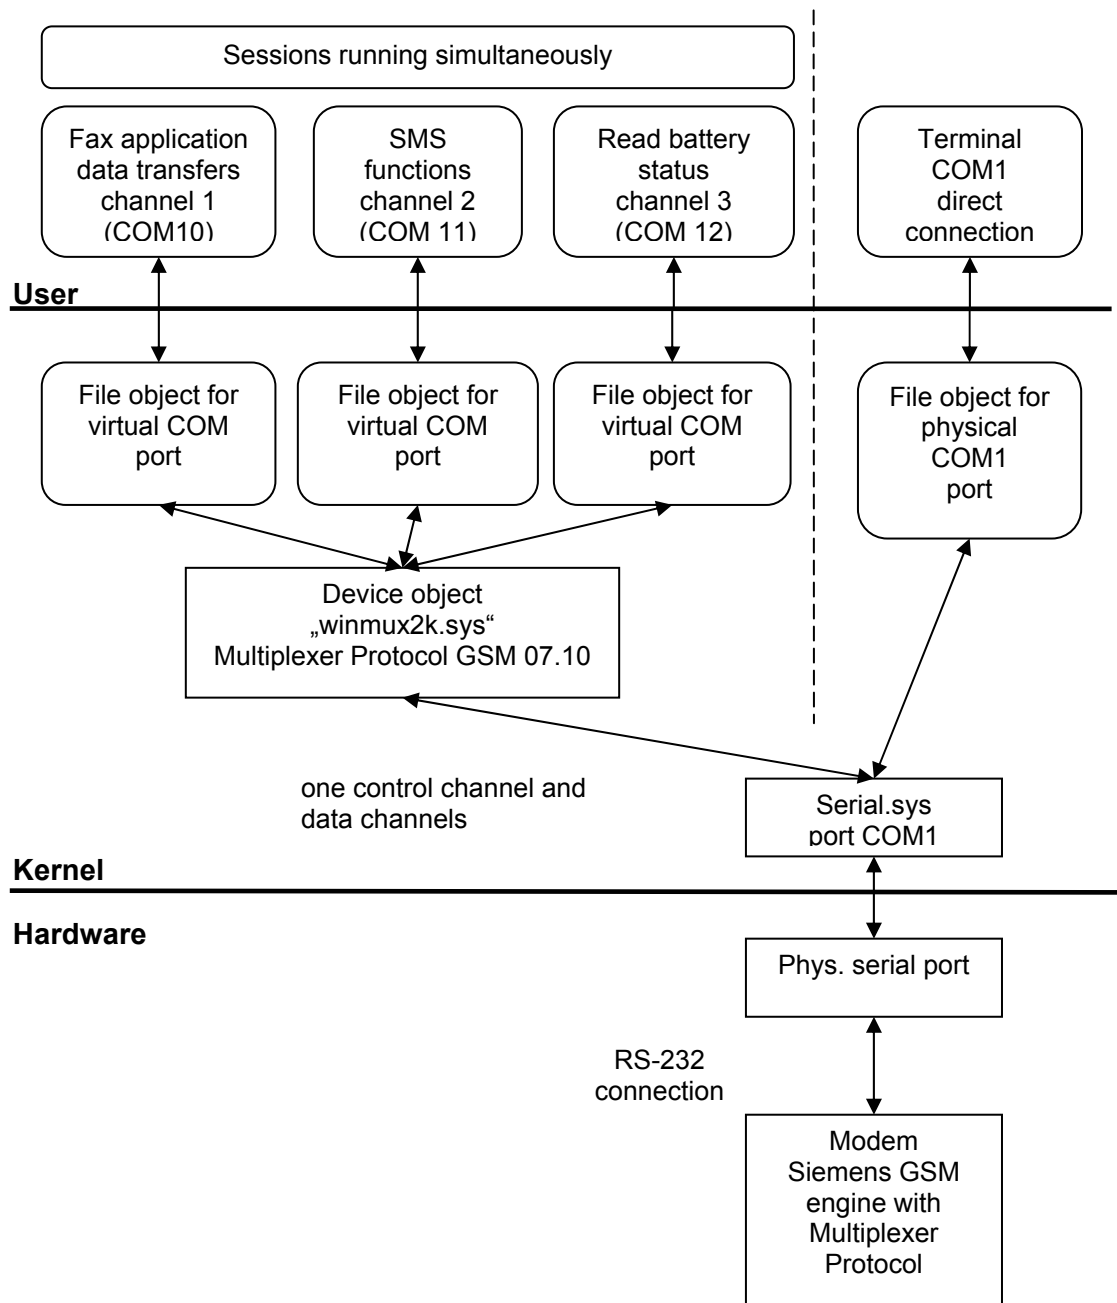 Sessions running simultaneously
Fax application
data transfers
channel 1
(COM10)
SMS
functions
channel 2
(COM 11)
Read battery
status
channel 3
(COM 12)
Terminal
COM1
direct
connection
User
File object for
virtual COM
port
File object for
virtual COM
port
File object for
virtual COM
port
File object for
physical
COM1
port
Device object
„winmux2k.sys“
Multiplexer Protocol GSM 07.10
one control channel and
data channels
Serial.sys
port COM1
Kernel
Hardware
Phys. serial port
RS-232
connection
Modem
Siemens GSM
engine with
Multiplexer
Protocol